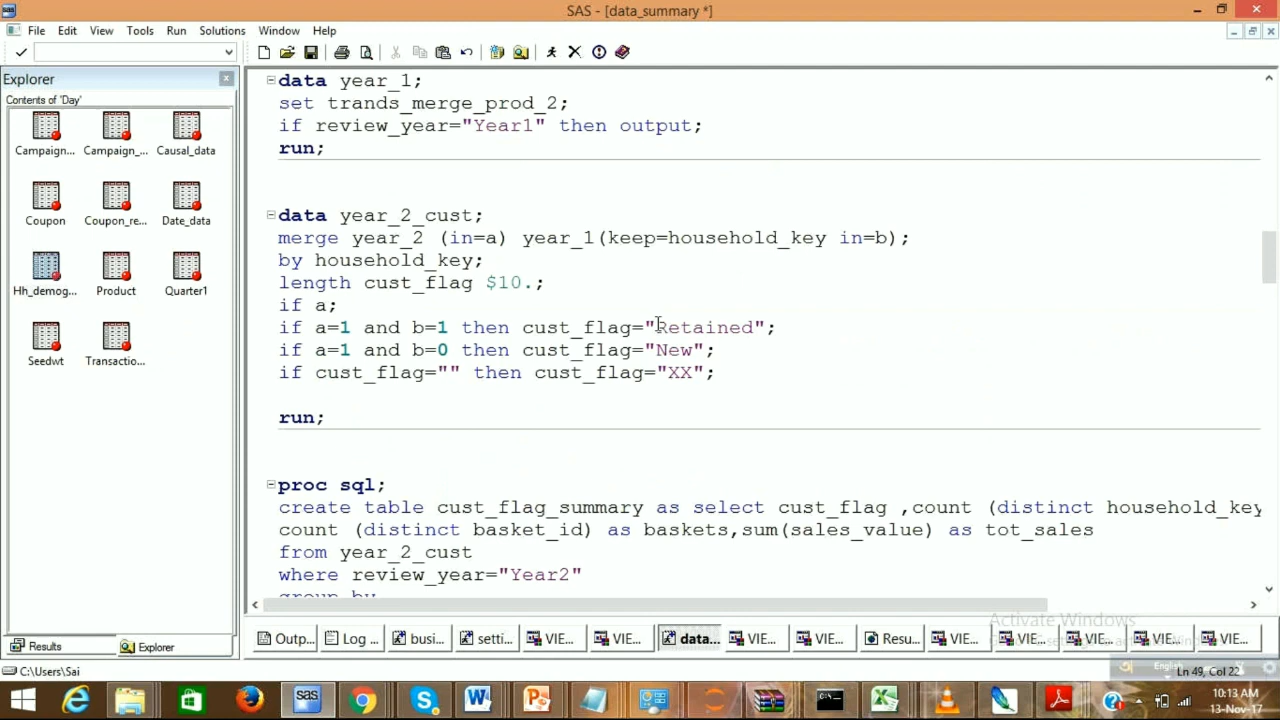 SAS - [data_summary *]
File Edit View Tools Run Solutions Window Help
Explorer
Contents of 'Day'
Campaign... Campaign_... Causal_data
Coupon Coupon_re... Date_data
Hh_demog... Product Quarter1
Seedwt Transactio...
data year_1;
set trands_merge_prod_2;
if review_year="Year1" then output;
run;
data year_2_cust;
merge year_2 (in=a) year_1(keep=household_key in=b);
by household_key;
length cust_flag $10.;
if a;
if a=1 and b=1 then cust_flag="Retained";
if a=1 and b=0 then cust_flag="New";
if cust_flag="" then cust_flag="XX";
run;
proc sql;
create table cust_flag_summary as select cust_flag ,count (distinct household_key
count (distinct basket_id) as baskets,sum(sales_value) as tot_sales
from year_2_cust
where review_year="Year2"
group by
Activate Windows
Results Explorer
Outp... Log ... busi... setti... VIE... VIE... data... VIE... VIE... Resu... VIE... VIE... VIE... VIE... VIE...
C:\Users\Sai
English
Ln 49, Col 22
10:13 AM
13-Nov-17